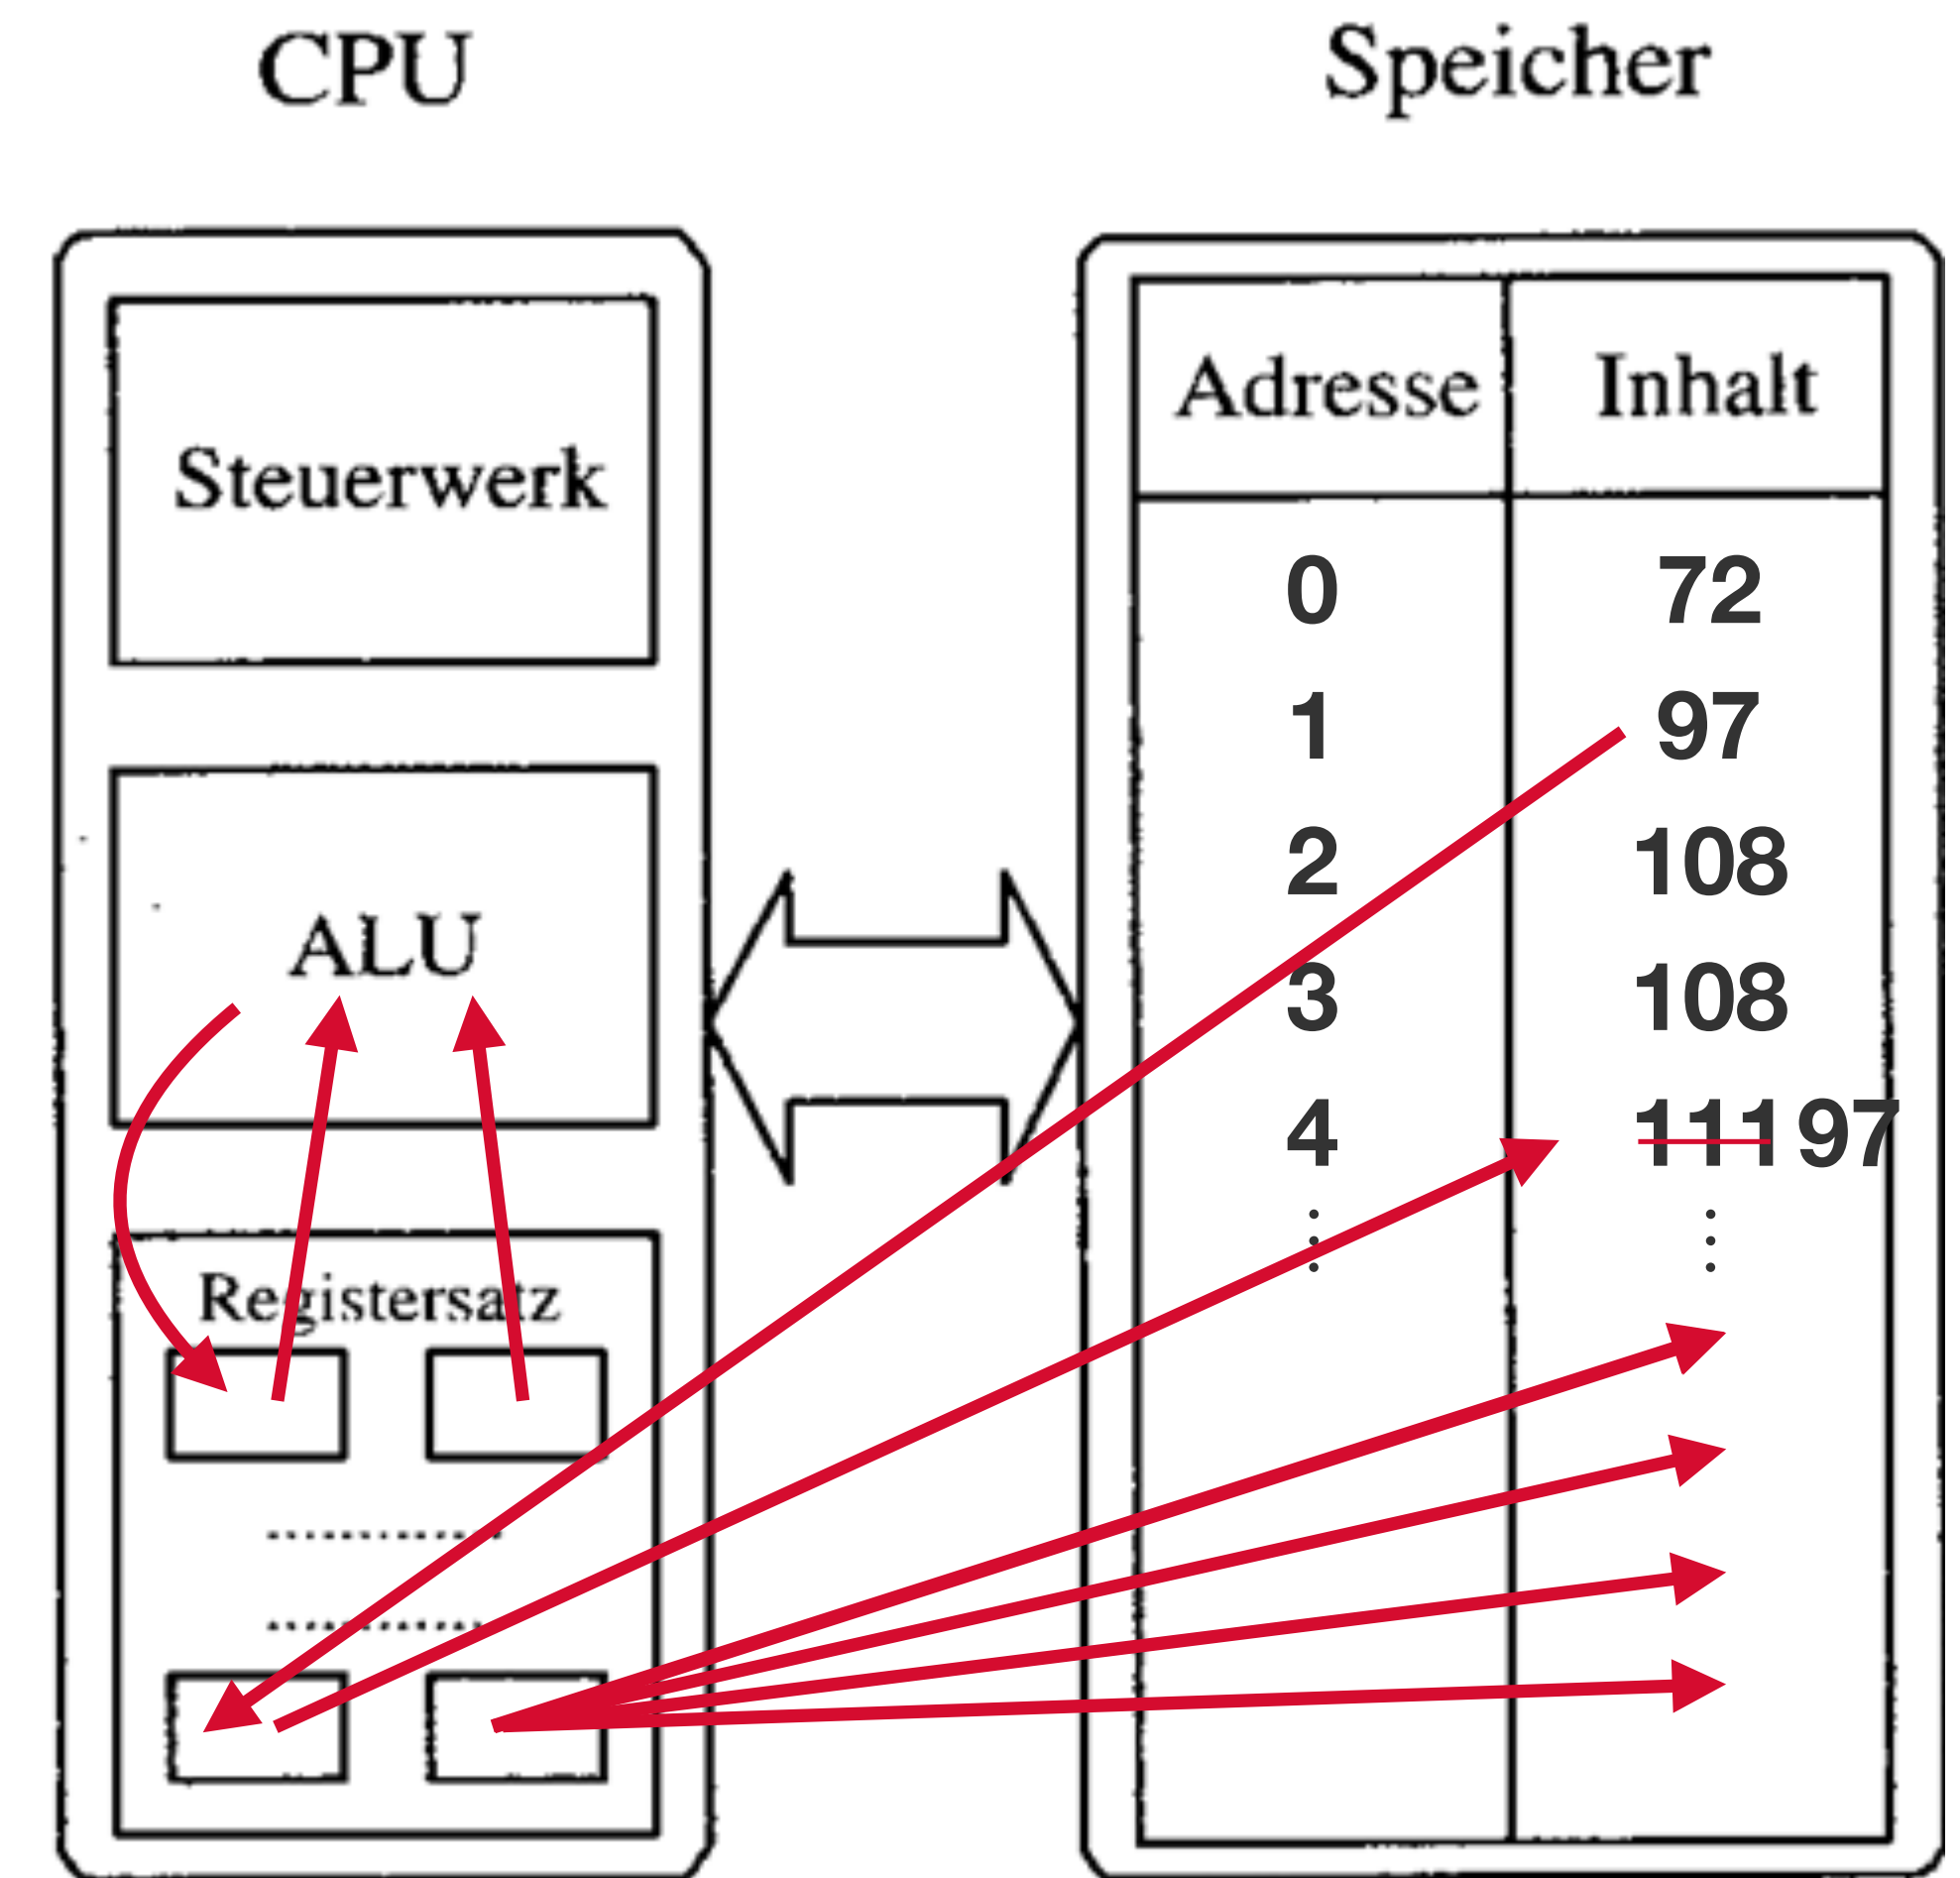 CPU
Speicher
Steuerwerk
ALU
Registersatz
Adresse Inhalt
0 72
1 97
2 108
3 108
4 111 97